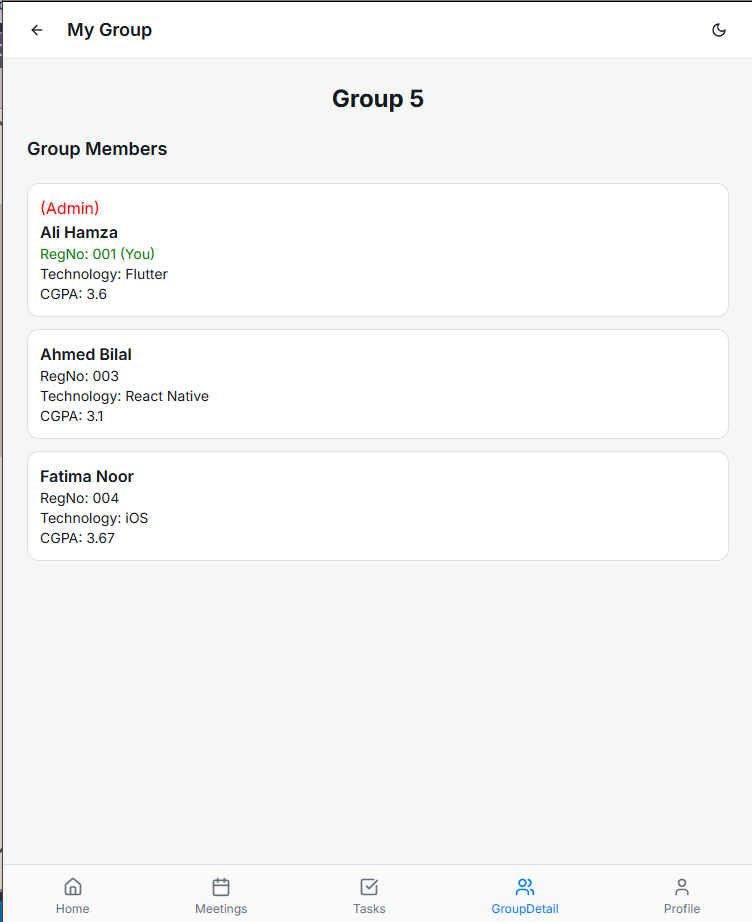 My Group
Group 5
Group Members
(Admin)
Ali Hamza
RegNo: 001 (You)
Technology: Flutter
CGPA: 3.6
Ahmed Bilal
RegNo: 003
Technology: React Native
CGPA: 3.1
Fatima Noor
RegNo: 004
Technology: iOS
CGPA: 3.67
Home Meetings Tasks GroupDetail Profile